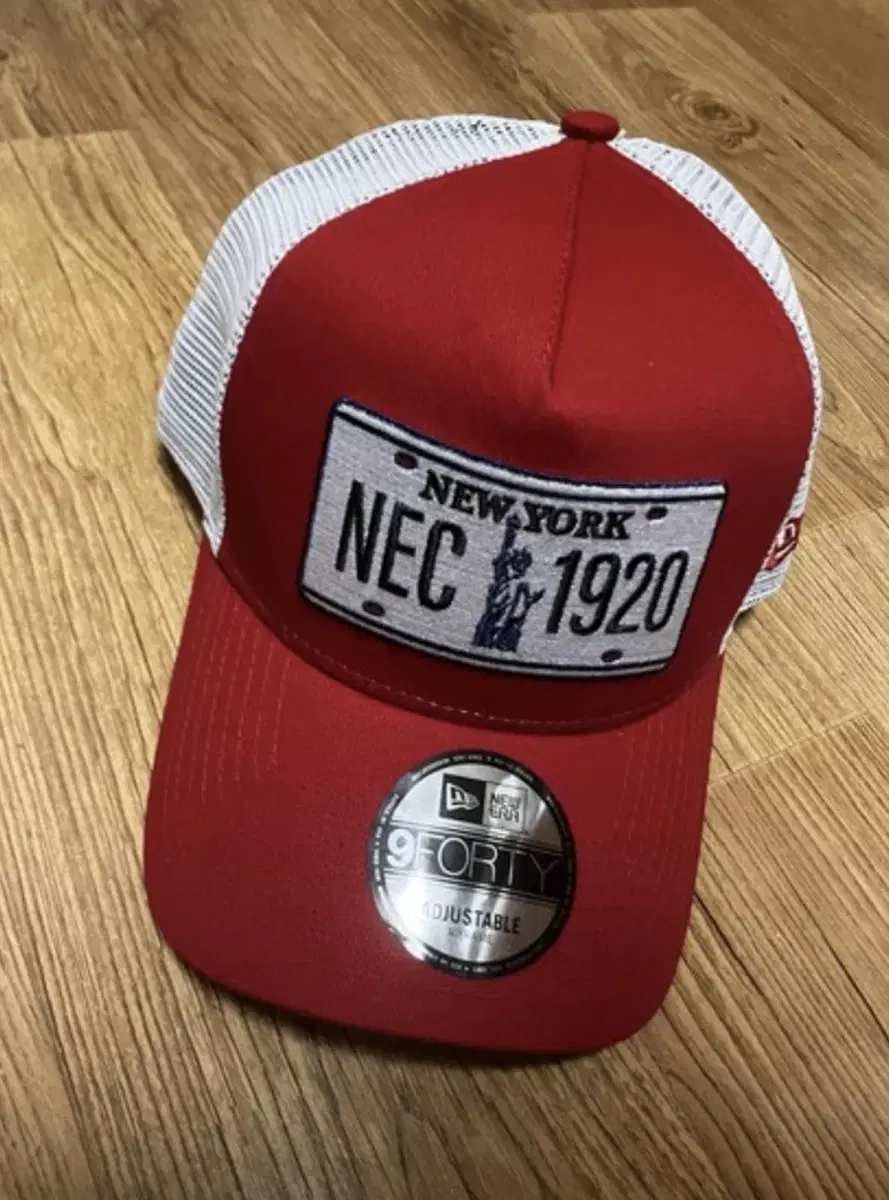 NEW YORK
NEC 1920
NEW
ERA
9FORTY
ADJUSTABLE